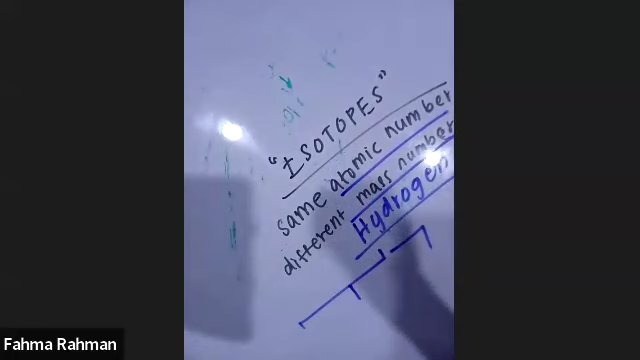 "ISOTOPES"
same atomic number
different mass number
Hydrogen
Fahma Rahman